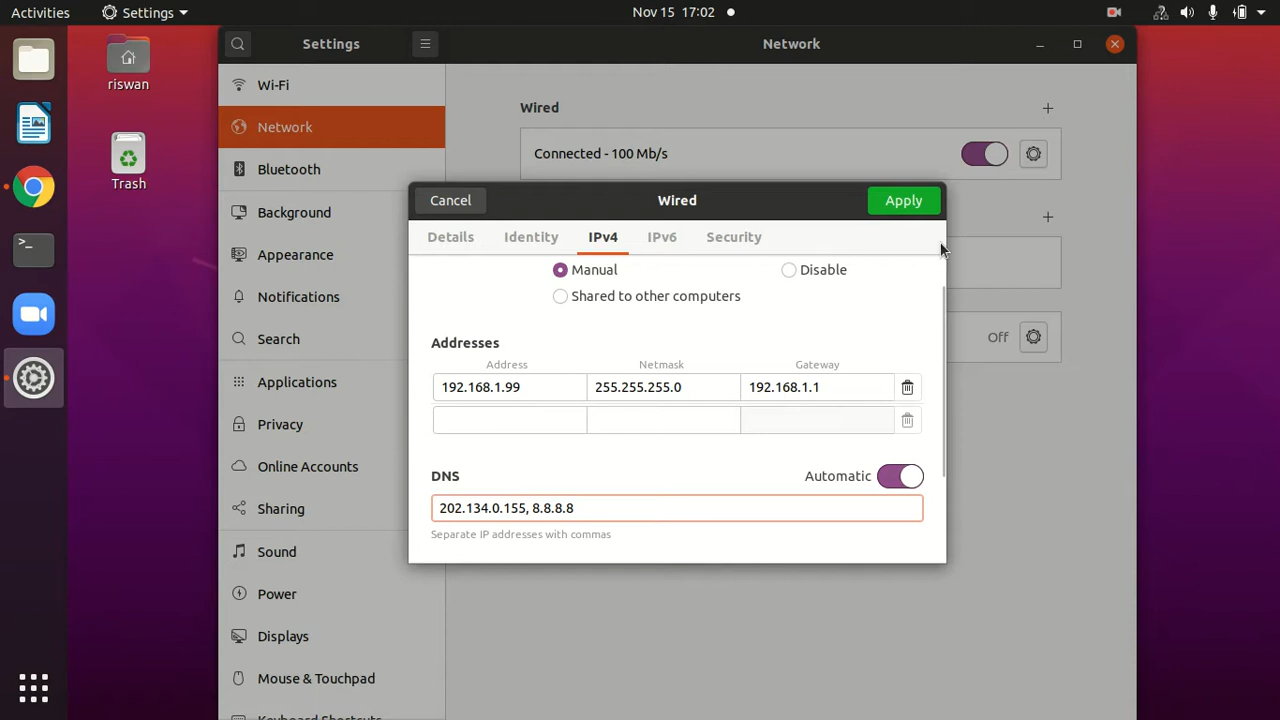 Activities
Settings
Nov 15 17:02
riswan
Trash
>_
Settings
Network
Wi-Fi
Network
Bluetooth
Background
Appearance
Notifications
Search
Applications
Privacy
Online Accounts
Sharing
Sound
Power
Displays
Mouse & Touchpad
Keyboard Shortcuts
Wired
Connected - 100 Mb/s
Off
Cancel
Wired
Apply
Details
Identity
IPv4
IPv6
Security
Manual
Disable
Shared to other computers
Addresses
Address
Netmask
Gateway
192.168.1.99
255.255.255.0
192.168.1.1
DNS
Automatic
202.134.0.155, 8.8.8.8
Separate IP addresses with commas